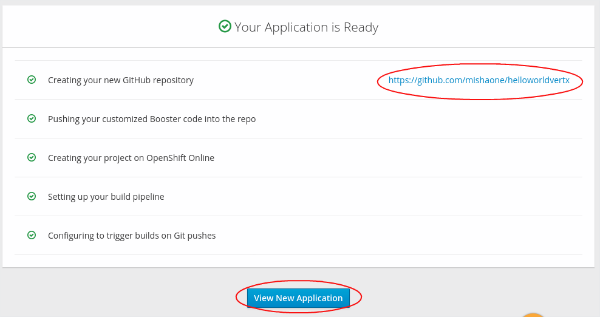 Your Application is Ready
Creating your new GitHub repository https://github.com/mishaone/helloworldvertx
Pushing your customized Booster code into the repo
Creating your project on OpenShift Online
Setting up your build pipeline
Configuring to trigger builds on Git pushes
View New Application